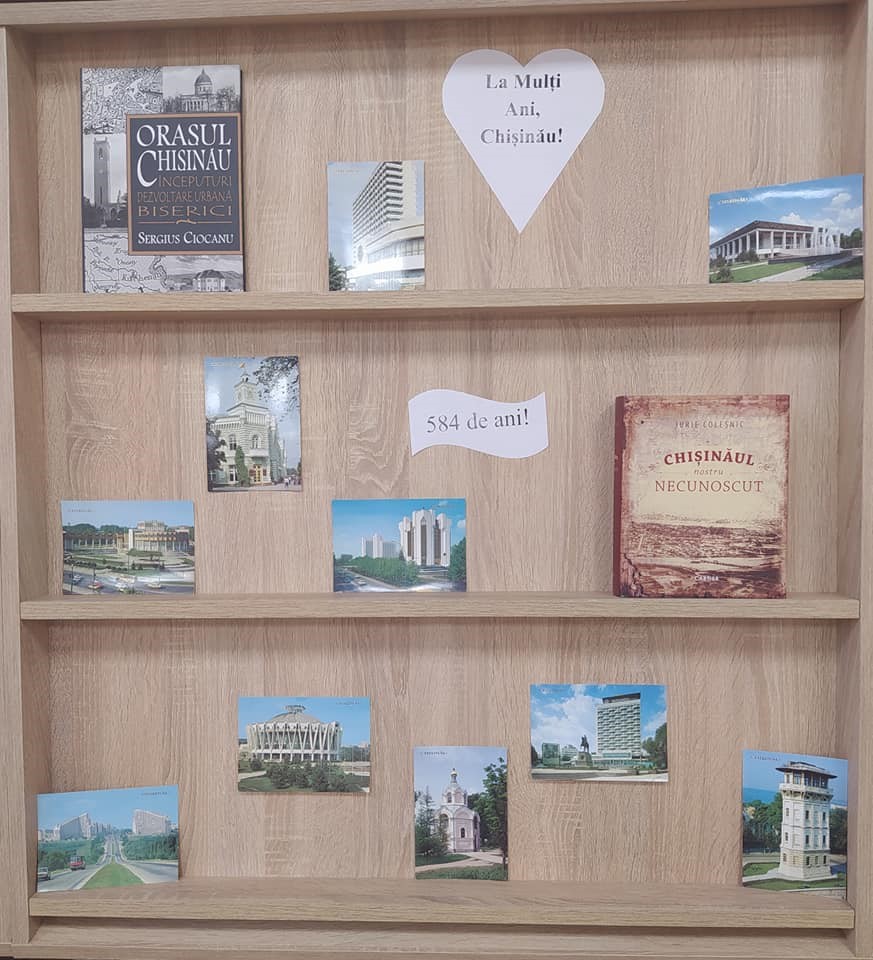 ORASUL
CHISINĂU
ÎNCEPUTURI
DEZVOLTARE URBANĂ
BISERICI
SERGIUS CIOCANU
La Mulți
Ani,
Chișinău!
584 de ani!
IURIE COLESNIC
CHIȘINĂUL
nostru
NECUNOSCUT
CARTIER